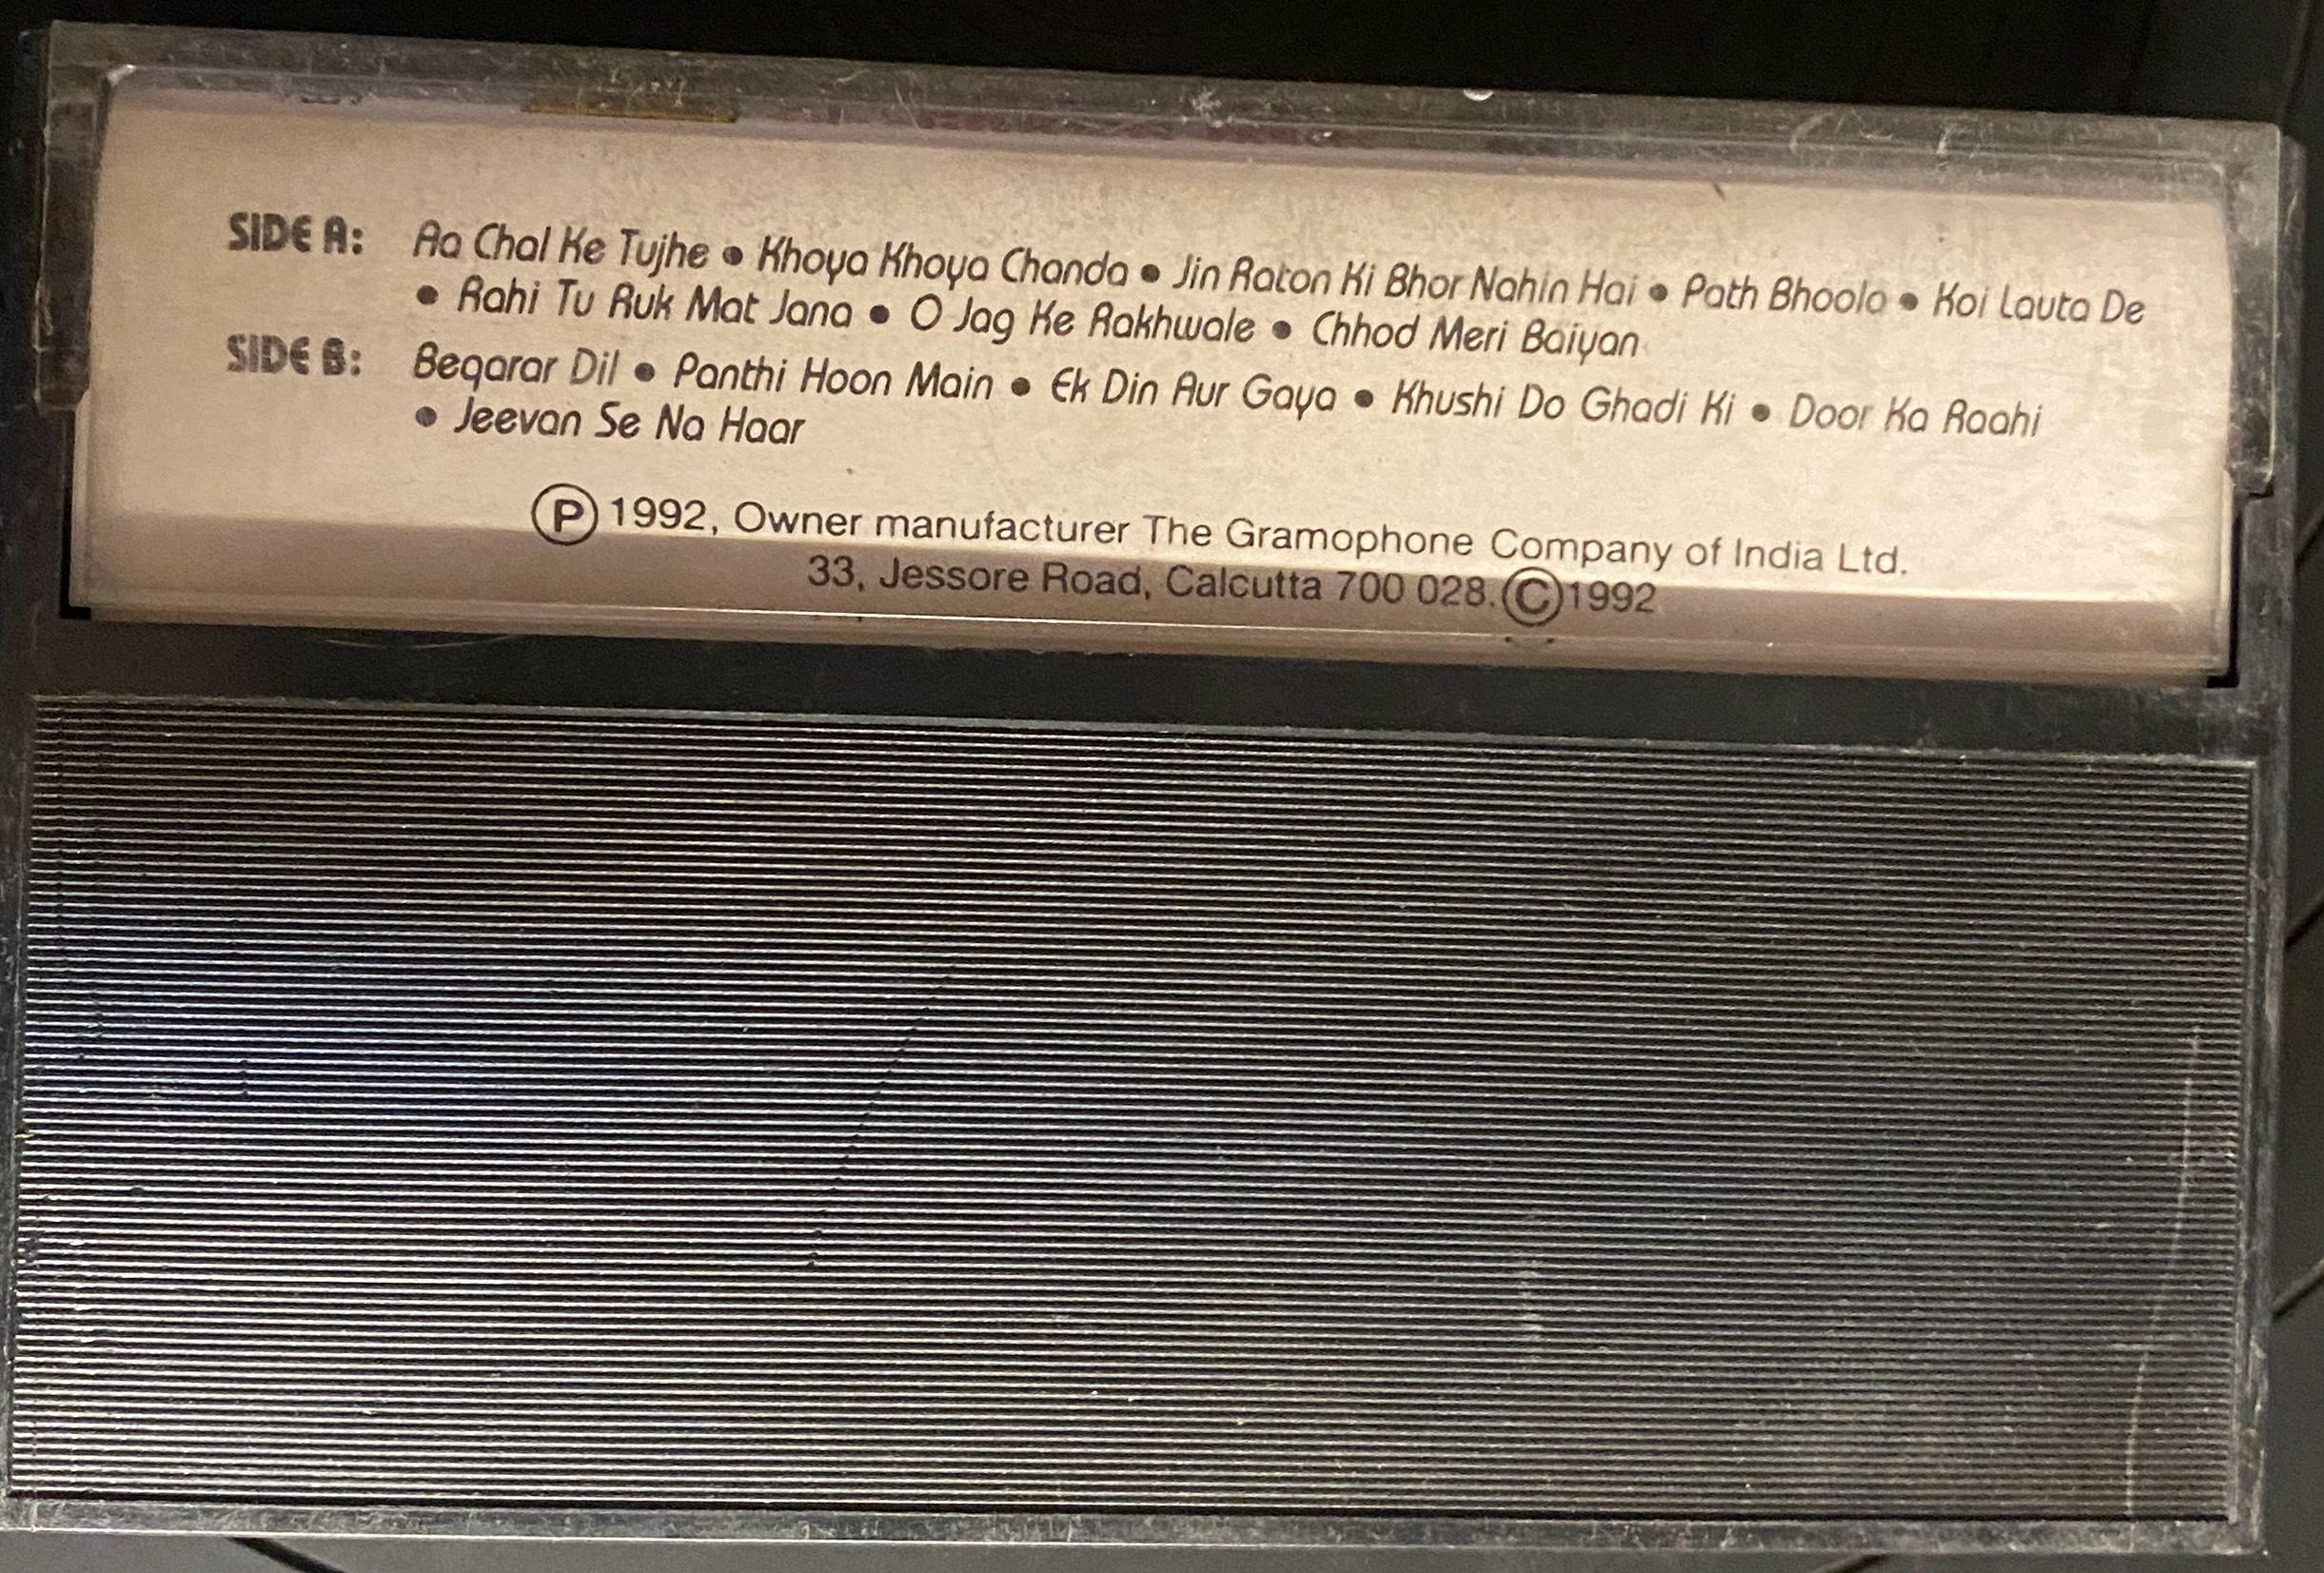 SIDE A: Aa Chal Ke Tujhe • Khoya Khoya Chanda • Jin Raton Ki Bhor Nahin Hai • Path Bhoola • Koi Lauta De
• Rahi Tu Ruk Mat Jana • O Jag Ke Rakhwale • Chhod Meri Baiyan
SIDE B: Beqarar Dil • Panthi Hoon Main • Ek Din Aur Gaya • Khushi Do Ghadi Ki • Door Ka Raahi
• Jeevan Se Na Haar
Ⓟ 1992, Owner manufacturer The Gramophone Company of India Ltd.
33, Jessore Road, Calcutta 700 028. © 1992